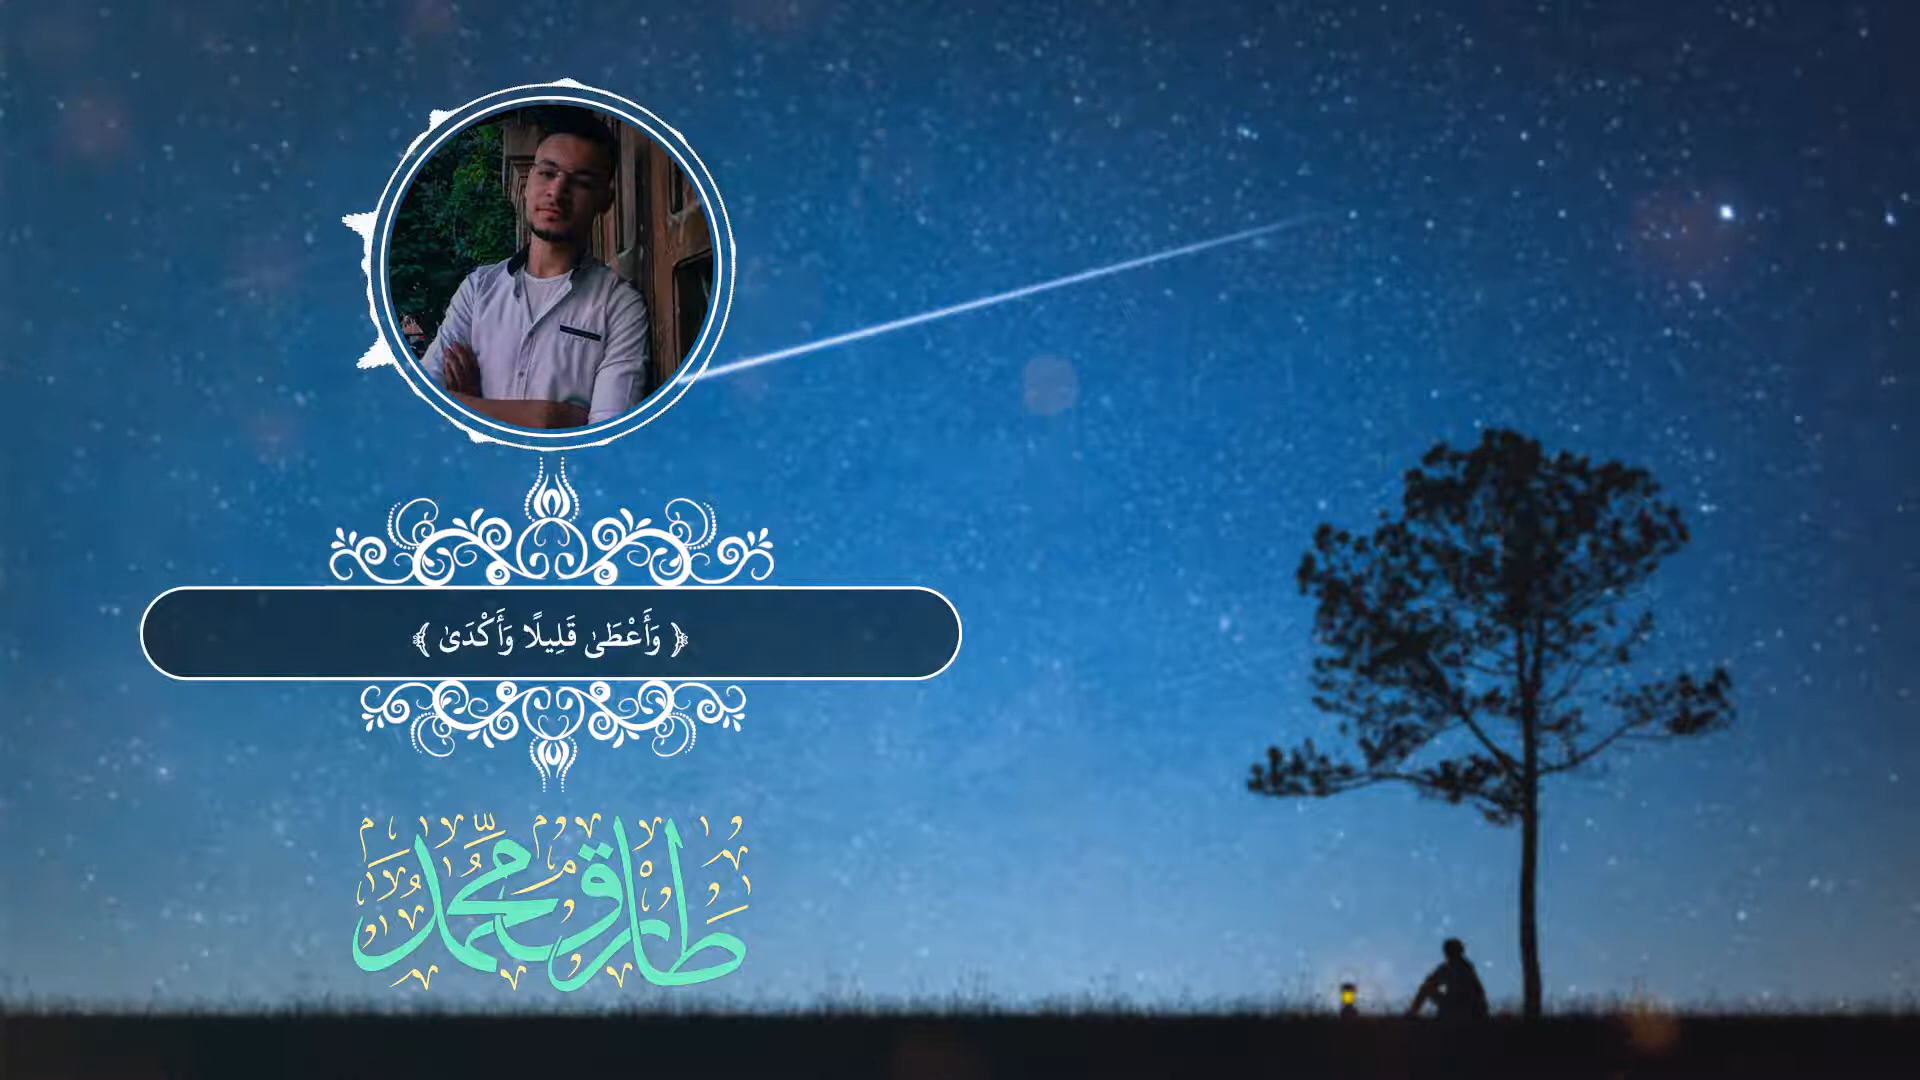 ﴿ وَأَعْطَىٰ قَلِيلًا وَأَكْدَىٰ ﴾
طارق محمد